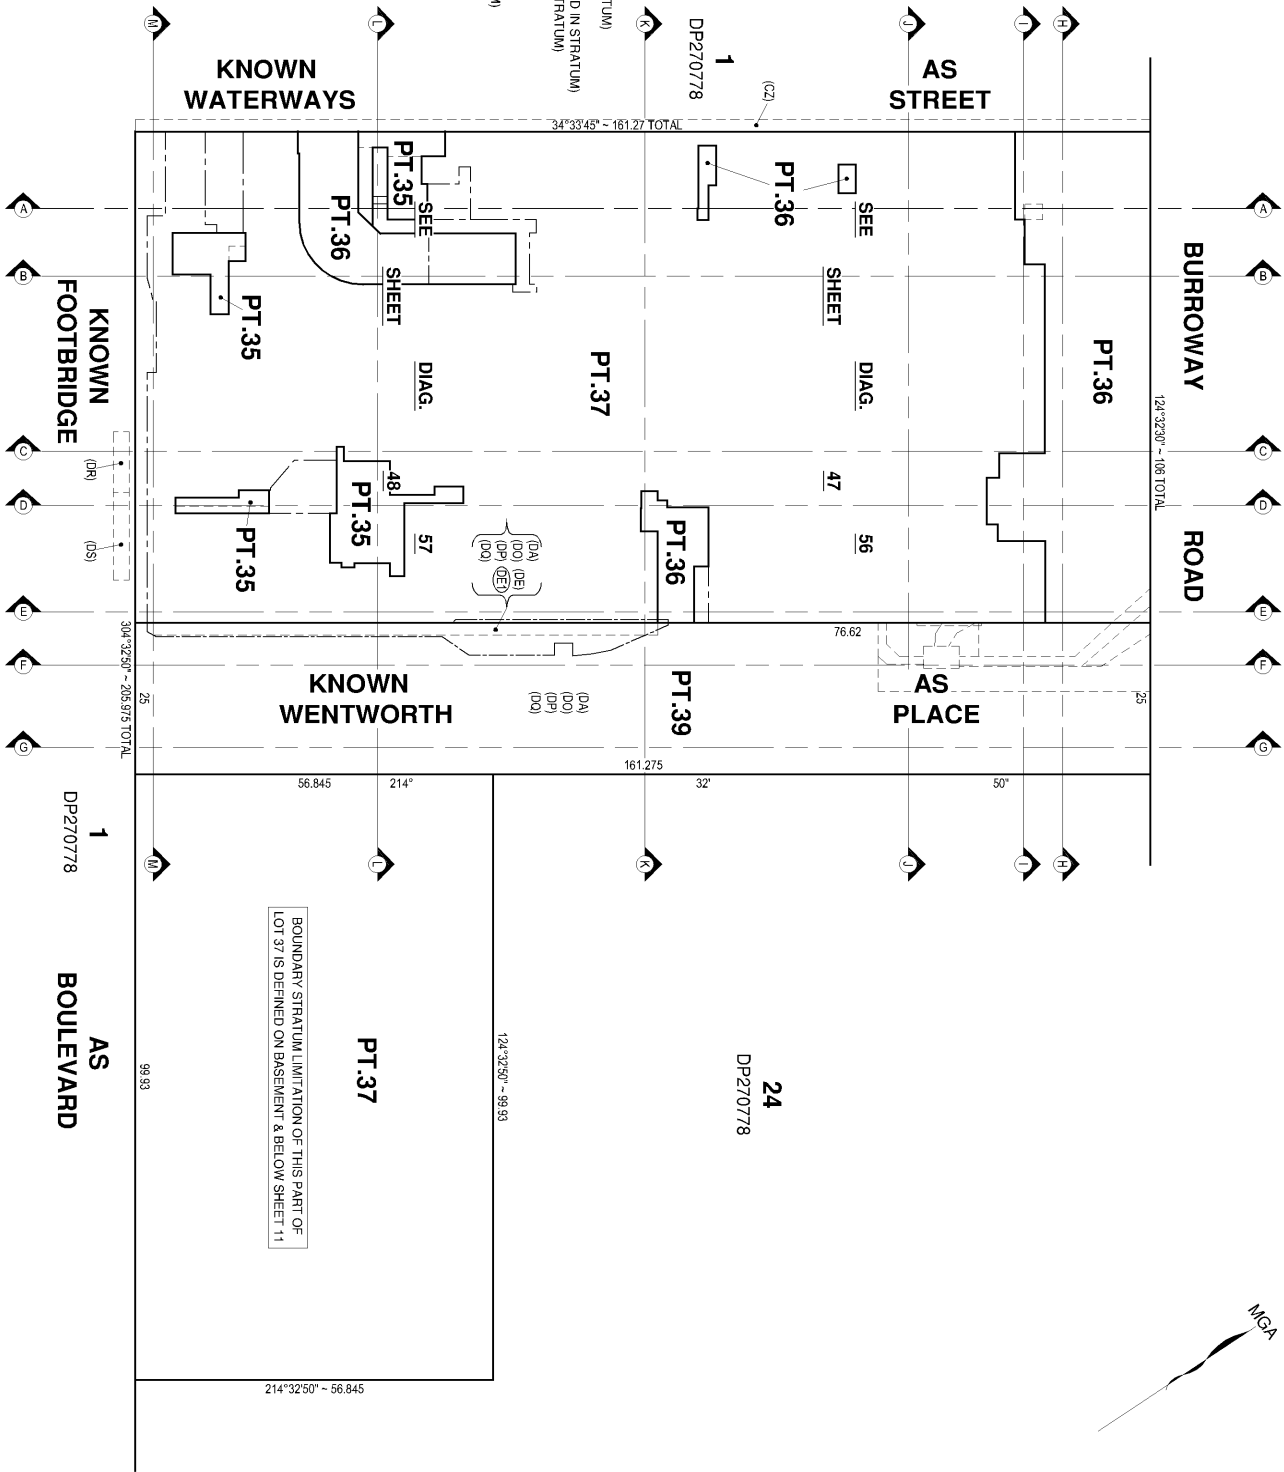 M
L
K
J
I
H
TUM)
D IN STRATUM)
TRATUM)
M)
1
DP270778
(CZ)
KNOWN
WATERWAYS
AS
STREET
34°33'45" ~ 161.27 TOTAL
A
B
C
D
E
F
G
A
B
C
D
E
F
G
PT.35
PT.36
PT.35
PT.36
SEE
SHEET
DIAG.
48
57
SEE
SHEET
DIAG.
47
56
PT.37
PT.36
BURROWAY
ROAD
124°32'30" ~ 106 TOTAL
KNOWN
FOOTBRIDGE
(DR)
(DS)
PT.35
PT.35
PT.36
(DA)
(DO) (DE)
(DP) (DE1)
(DQ)
76.62
304°32'50" ~ 205.975 TOTAL
25
KNOWN
WENTWORTH
(DA)
(DO)
(DP)
(DQ)
PT.39
AS
PLACE
25
161.275
56.845
214°
32'
50"
1
DP270778
M
L
K
J
I
H
BOUNDARY STRATUM LIMITATION OF THIS PART OF
LOT 37 IS DEFINED ON BASEMENT & BELOW SHEET 11
AS
BOULEVARD
99.93
PT.37
124°32'50" ~ 99.93
24
DP270778
214°32'50" ~ 56.845
MGA